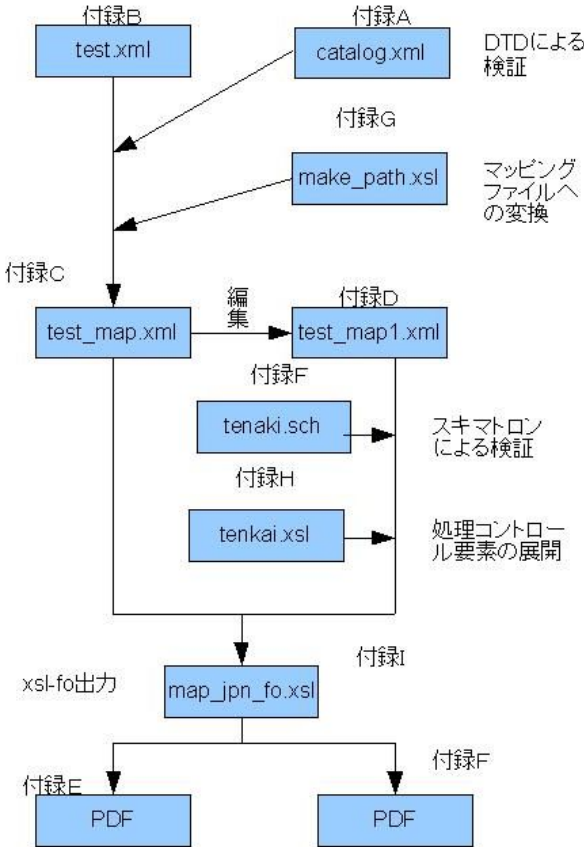 付録B
付録A
test.xml
catalog.xml
DTDによる
検証
付録G
make_path.xsl
マッピング
ファイルへ
の変換
付録C
編
集
付録D
test_map.xml
test_map1.xml
付録F
tenaki.sch
スキマトロン
による検証
付録H
tenkai.xsl
処理コントロー
ル要素の展開
付録I
xsl-fo出力
map_jpn_fo.xsl
付録E
付録F
PDF
PDF